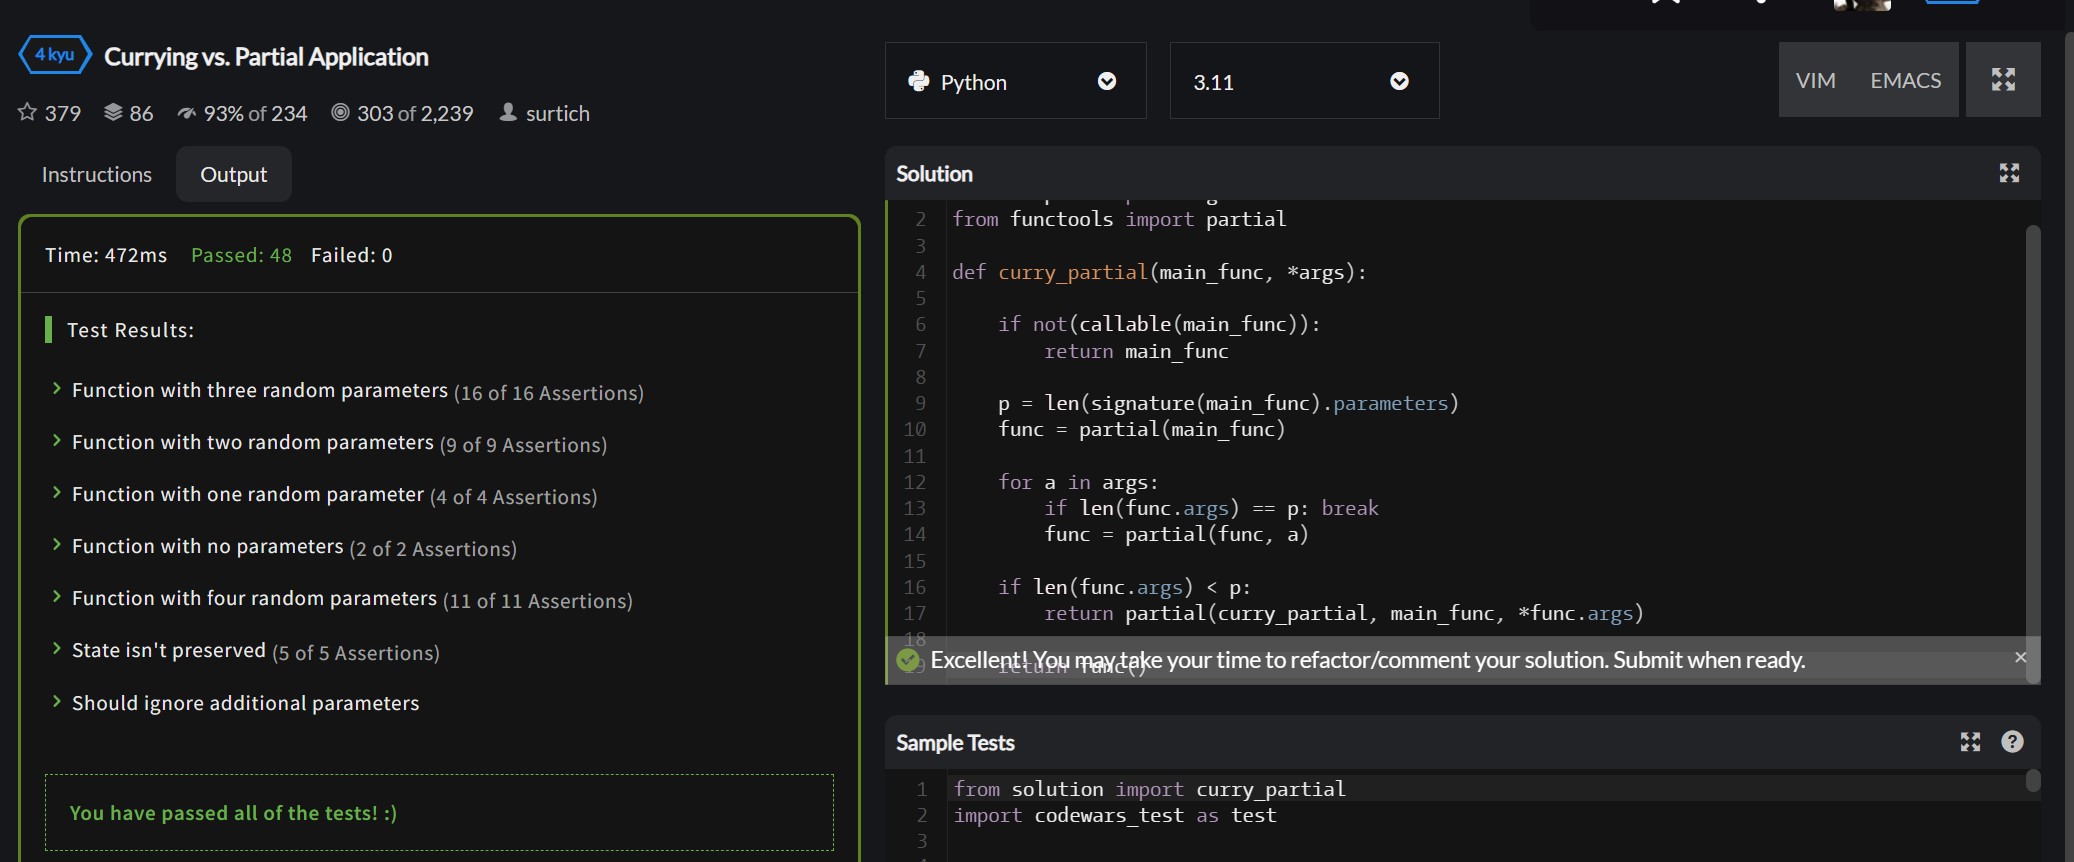 4 kyu Currying vs. Partial Application
379 86 93% of 234 303 of 2,239 surtich
Instructions Output
Time: 472ms Passed: 48 Failed: 0
Test Results:
Function with three random parameters (16 of 16 Assertions)
Function with two random parameters (9 of 9 Assertions)
Function with one random parameter (4 of 4 Assertions)
Function with no parameters (2 of 2 Assertions)
Function with four random parameters (11 of 11 Assertions)
State isn't preserved (5 of 5 Assertions)
Should ignore additional parameters
You have passed all of the tests! :)
Python 3.11 VIM EMACS
Solution
2 from functools import partial
3
4 def curry_partial(main_func, *args):
5
6 if not(callable(main_func)):
7 return main_func
8
9 p = len(signature(main_func).parameters)
10 func = partial(main_func)
11
12 for a in args:
13 if len(func.args) == p: break
14 func = partial(func, a)
15
16 if len(func.args) < p:
17 return partial(curry_partial, main_func, *func.args)
18
19 return func()
Excellent! You may take your time to refactor/comment your solution. Submit when ready.
Sample Tests
1 from solution import curry_partial
2 import codewars_test as test
3